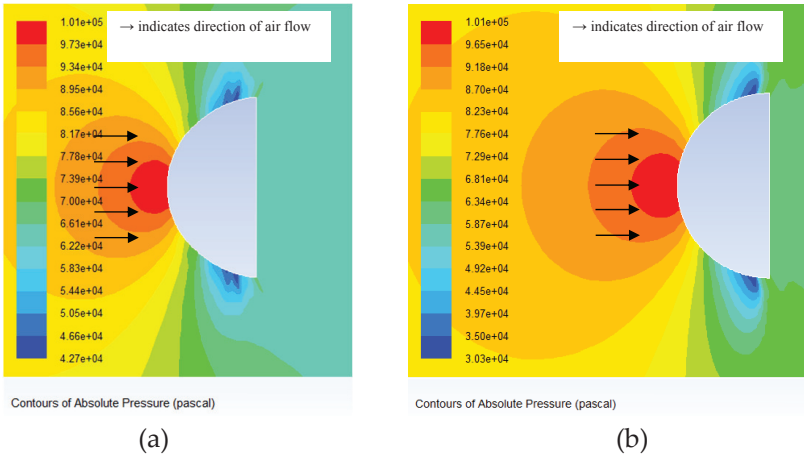 → indicates direction of air flow
1.01e+05
9.73e+04
9.34e+04
8.95e+04
8.56e+04
8.17e+04
7.78e+04
7.39e+04
7.00e+04
6.61e+04
6.22e+04
5.83e+04
5.44e+04
5.05e+04
4.66e+04
4.27e+04
Contours of Absolute Pressure (pascal)
(a)
→ indicates direction of air flow
1.01e+05
9.65e+04
9.18e+04
8.70e+04
8.23e+04
7.76e+04
7.29e+04
6.81e+04
6.34e+04
5.87e+04
5.39e+04
4.92e+04
4.45e+04
3.97e+04
3.50e+04
3.03e+04
Contours of Absolute Pressure (pascal)
(b)